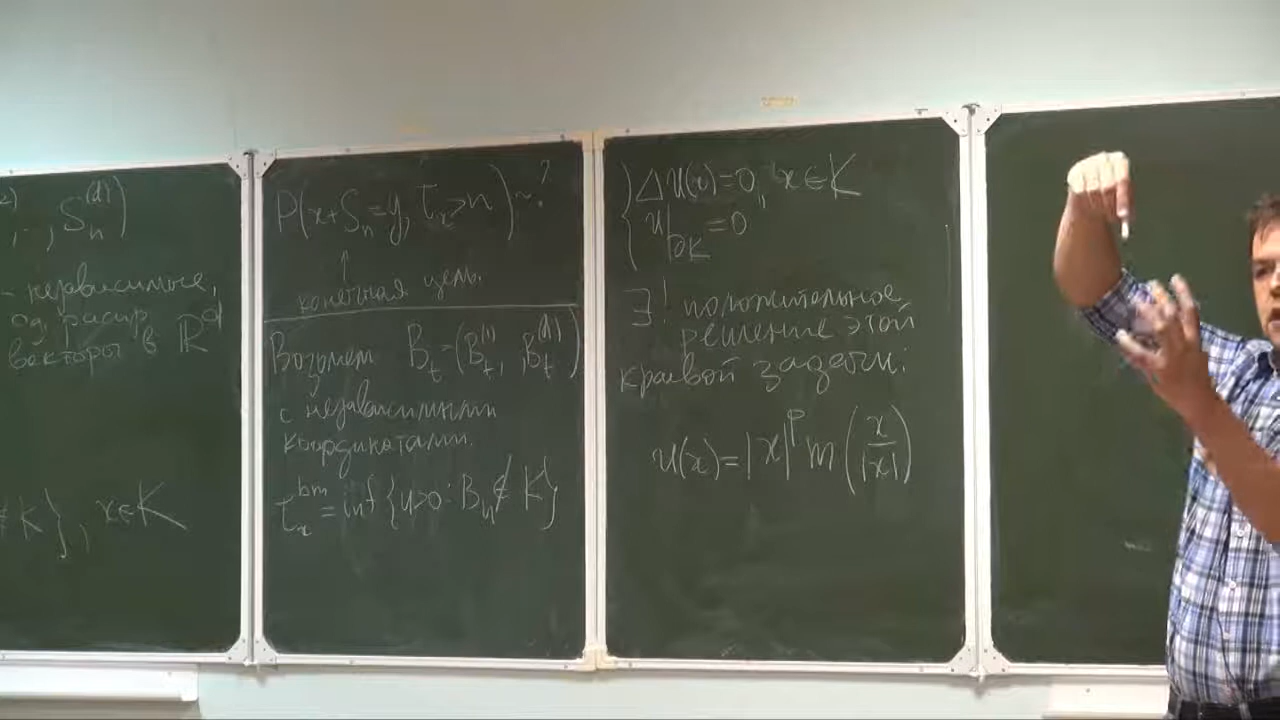 ., S_n^{(d)})
- независимые,
од. распр
векторы в ℝ^d
∉ K}, x∈K
P(x+S_n=y, τ_x>n) ~ ?
↑
конечная цель.
Возьмем B_t=(B_t^{(1)}, , B_t^{(d)})
с независимыми
координатами.
τ_x^{bm} = inf{u>0: B_u ∉ K}
{ Δu(x)=0, x∈K
u|_{∂K} =0
∃! положительное
решение этой
краевой задачи:
u(x)=|x|^p m(x/|x|)